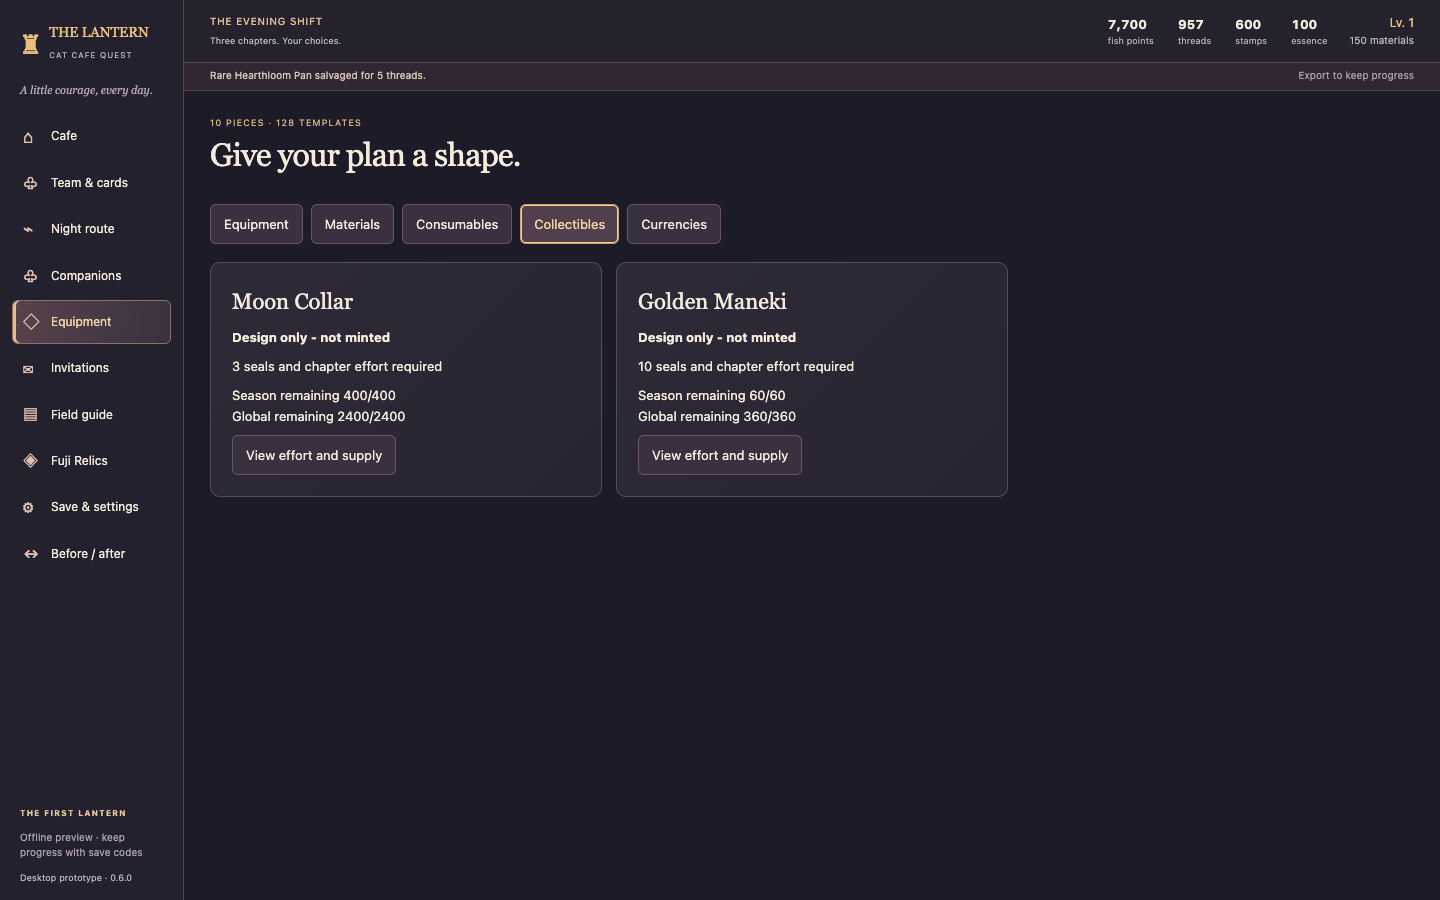 THE LANTERN
CAT CAFE QUEST
A little courage, every day.
Cafe
Team & cards
Night route
Companions
Equipment
Invitations
Field guide
Fuji Relics
Save & settings
Before / after
THE FIRST LANTERN
Offline preview · keep
progress with save codes
Desktop prototype · 0.6.0
THE EVENING SHIFT
Three chapters. Your choices.
7,700 fish points
957 threads
600 stamps
100 essence
Lv. 1
150 materials
Rare Hearthloom Pan salvaged for 5 threads.
Export to keep progress
10 PIECES · 128 TEMPLATES
Give your plan a shape.
Equipment
Materials
Consumables
Collectibles
Currencies
Moon Collar
Design only - not minted
3 seals and chapter effort required
Season remaining 400/400
Global remaining 2400/2400
View effort and supply
Golden Maneki
Design only - not minted
10 seals and chapter effort required
Season remaining 60/60
Global remaining 360/360
View effort and supply